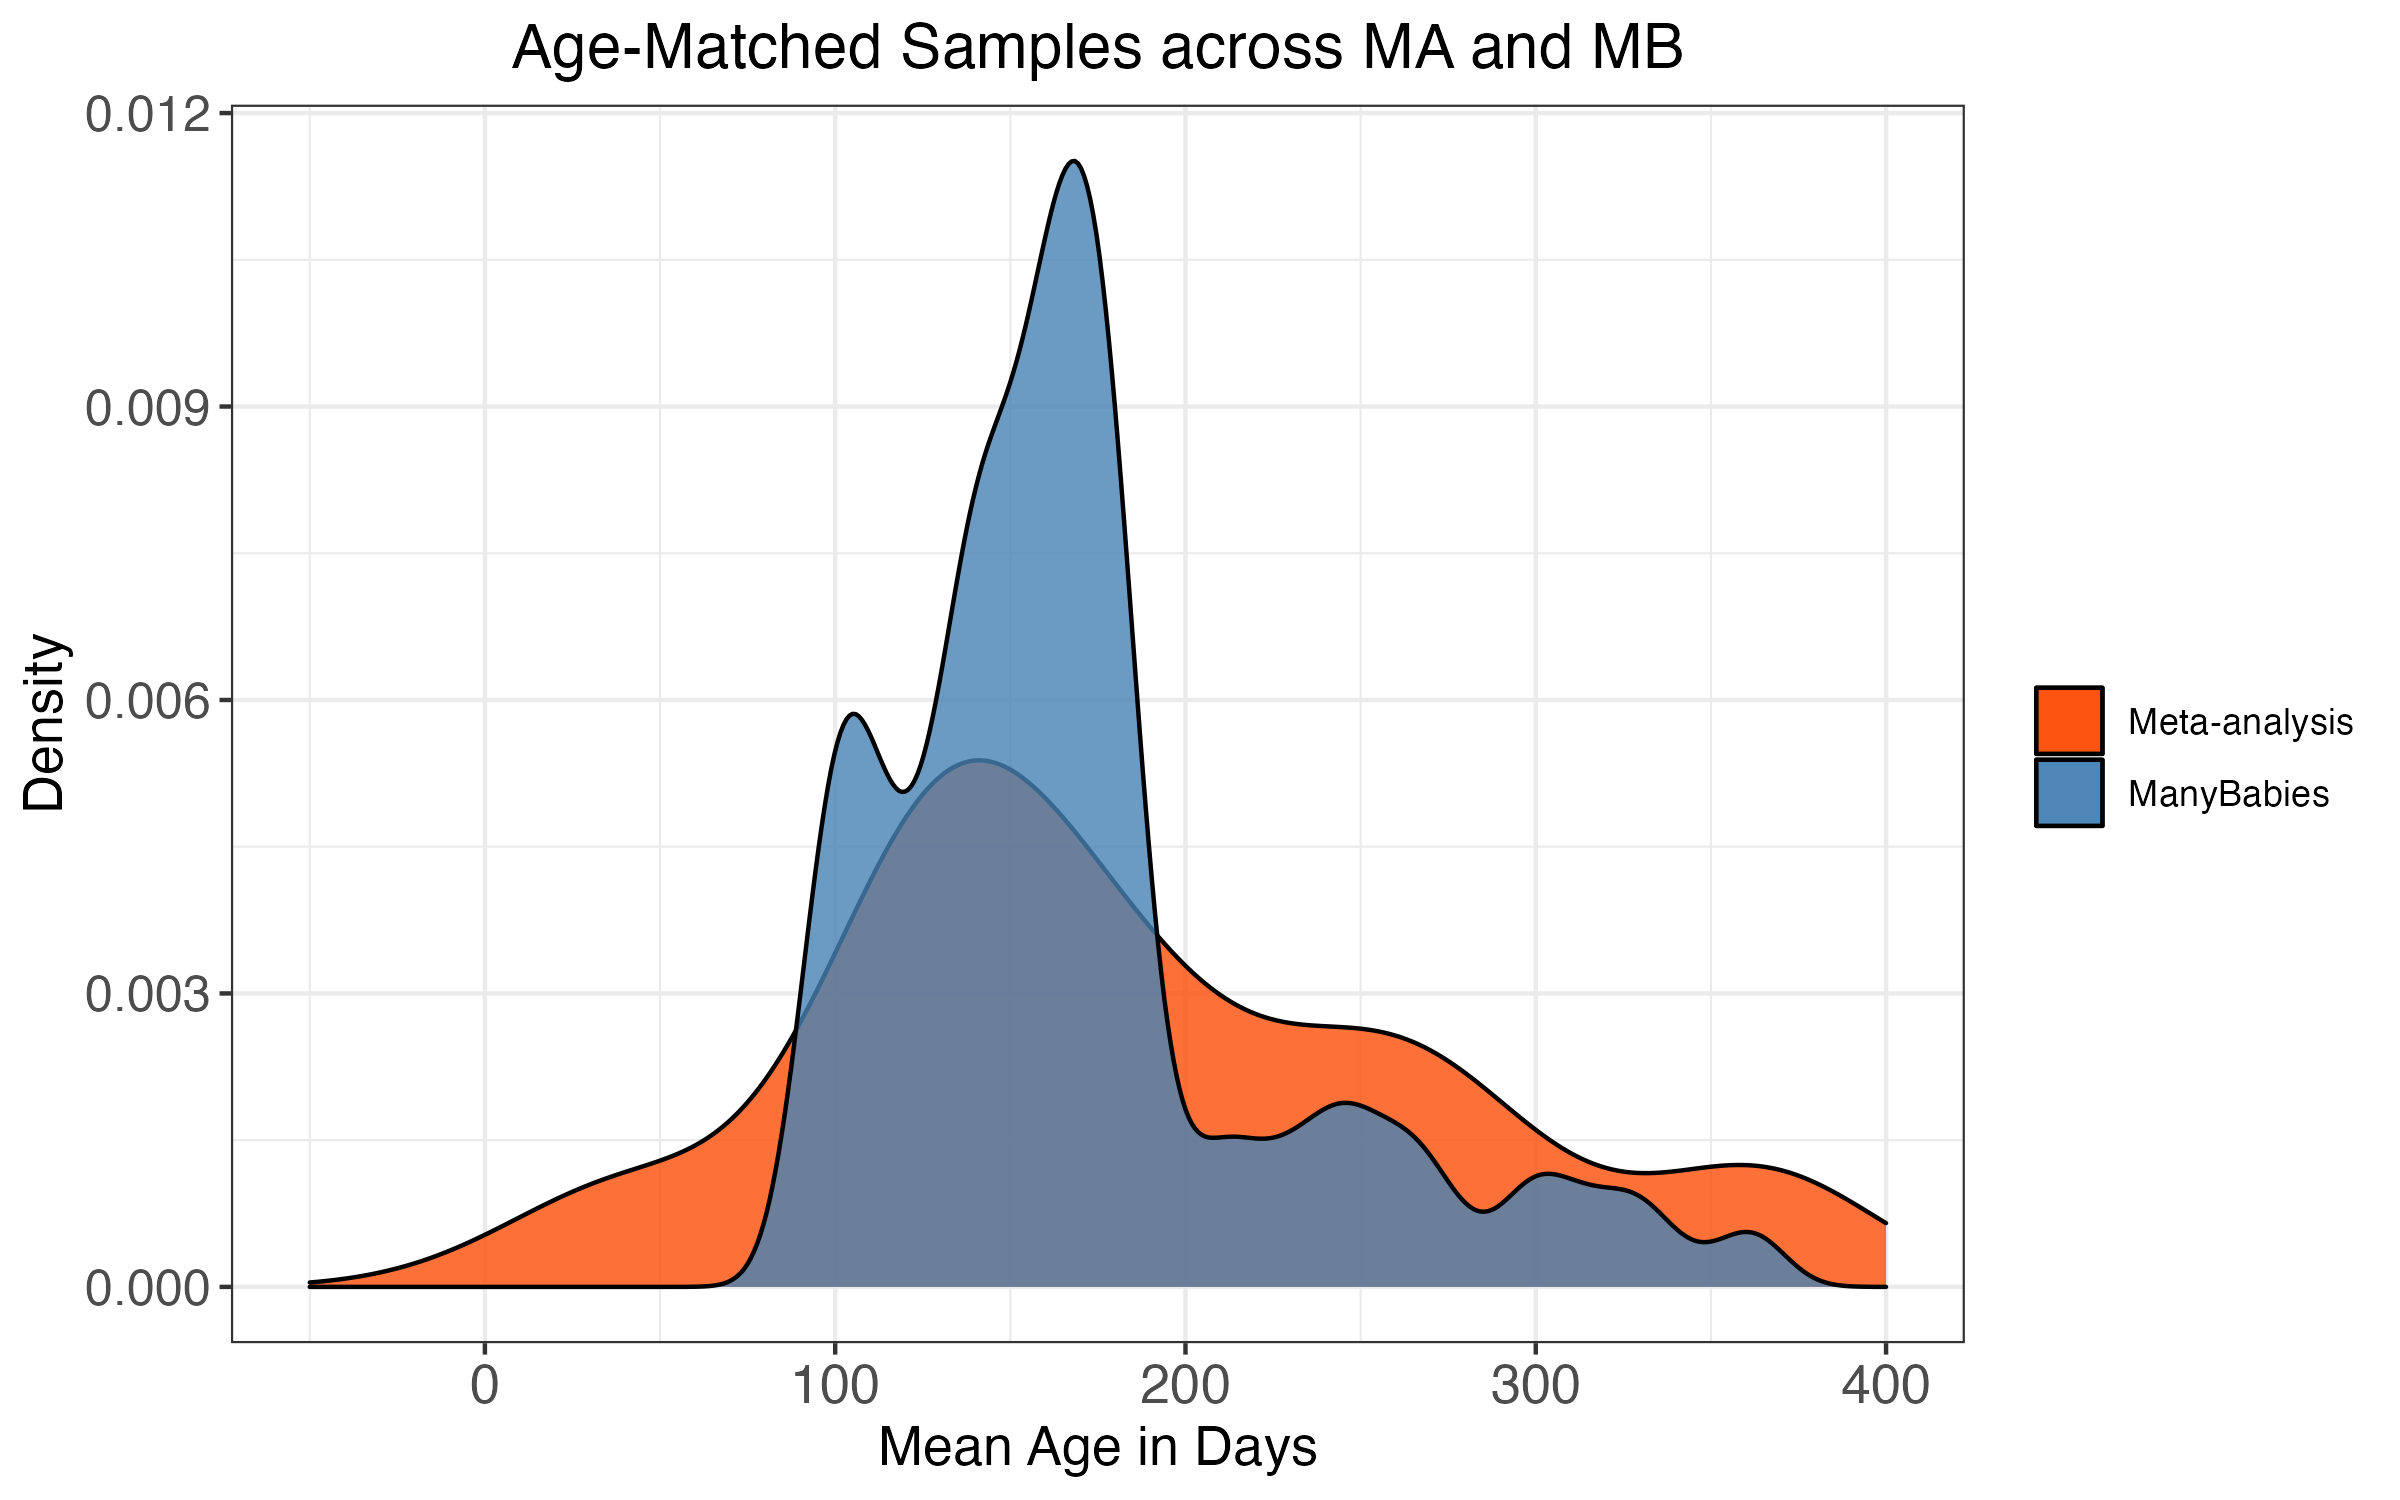 Age-Matched Samples across MA and MB
0.012
0.009
0.006
0.003
0.000
Density
0 100 200 300 400
Mean Age in Days
Meta-analysis
ManyBabies